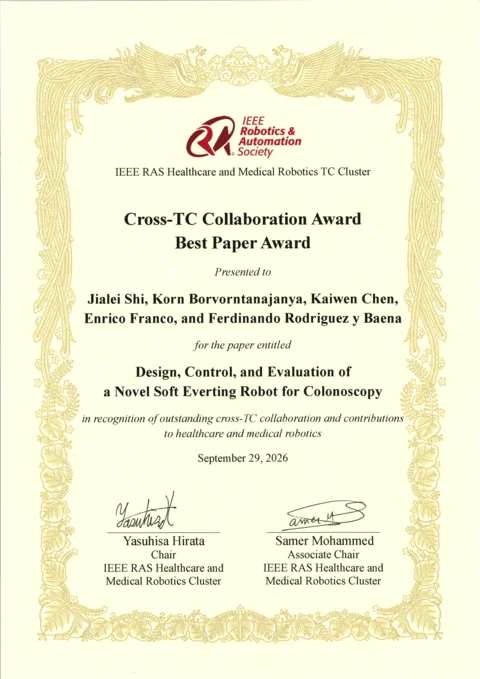 IEEE
Robotics &
Automation
Society
IEEE RAS Healthcare and Medical Robotics TC Cluster
Cross-TC Collaboration Award
Best Paper Award
Presented to
Jialei Shi, Korn Borvorntanajanya, Kaiwen Chen,
Enrico Franco, and Ferdinando Rodriguez y Baena
for the paper entitled
Design, Control, and Evaluation of
a Novel Soft Everting Robot for Colonoscopy
in recognition of outstanding cross-TC collaboration and contributions
to healthcare and medical robotics
September 29, 2026
Yasuhisa Hirata
Chair
IEEE RAS Healthcare and
Medical Robotics Cluster
Samer Mohammed
Associate Chair
IEEE RAS Healthcare and
Medical Robotics Cluster